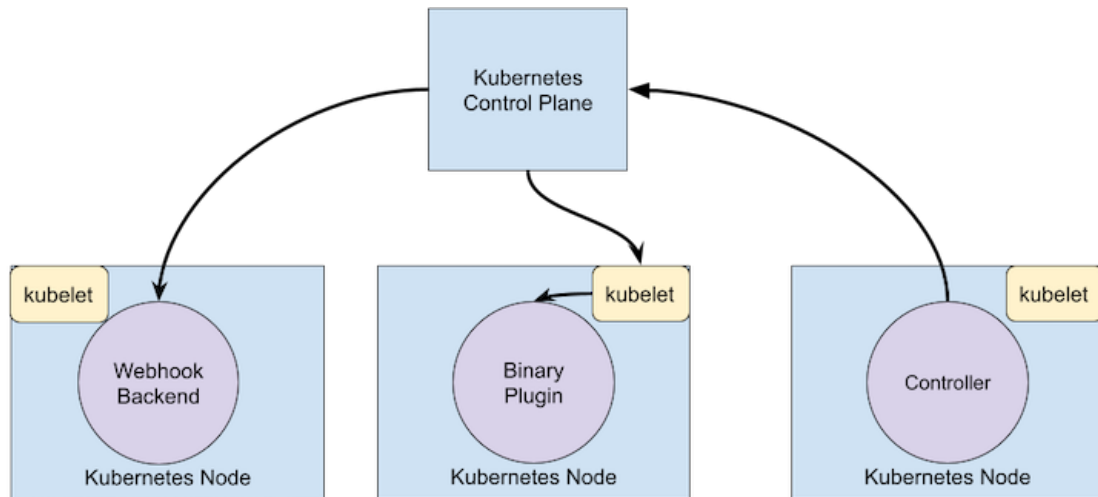 Kubernetes
Control Plane
kubelet
kubelet
kubelet
Webhook
Backend
Binary
Plugin
Controller
Kubernetes Node
Kubernetes Node
Kubernetes Node